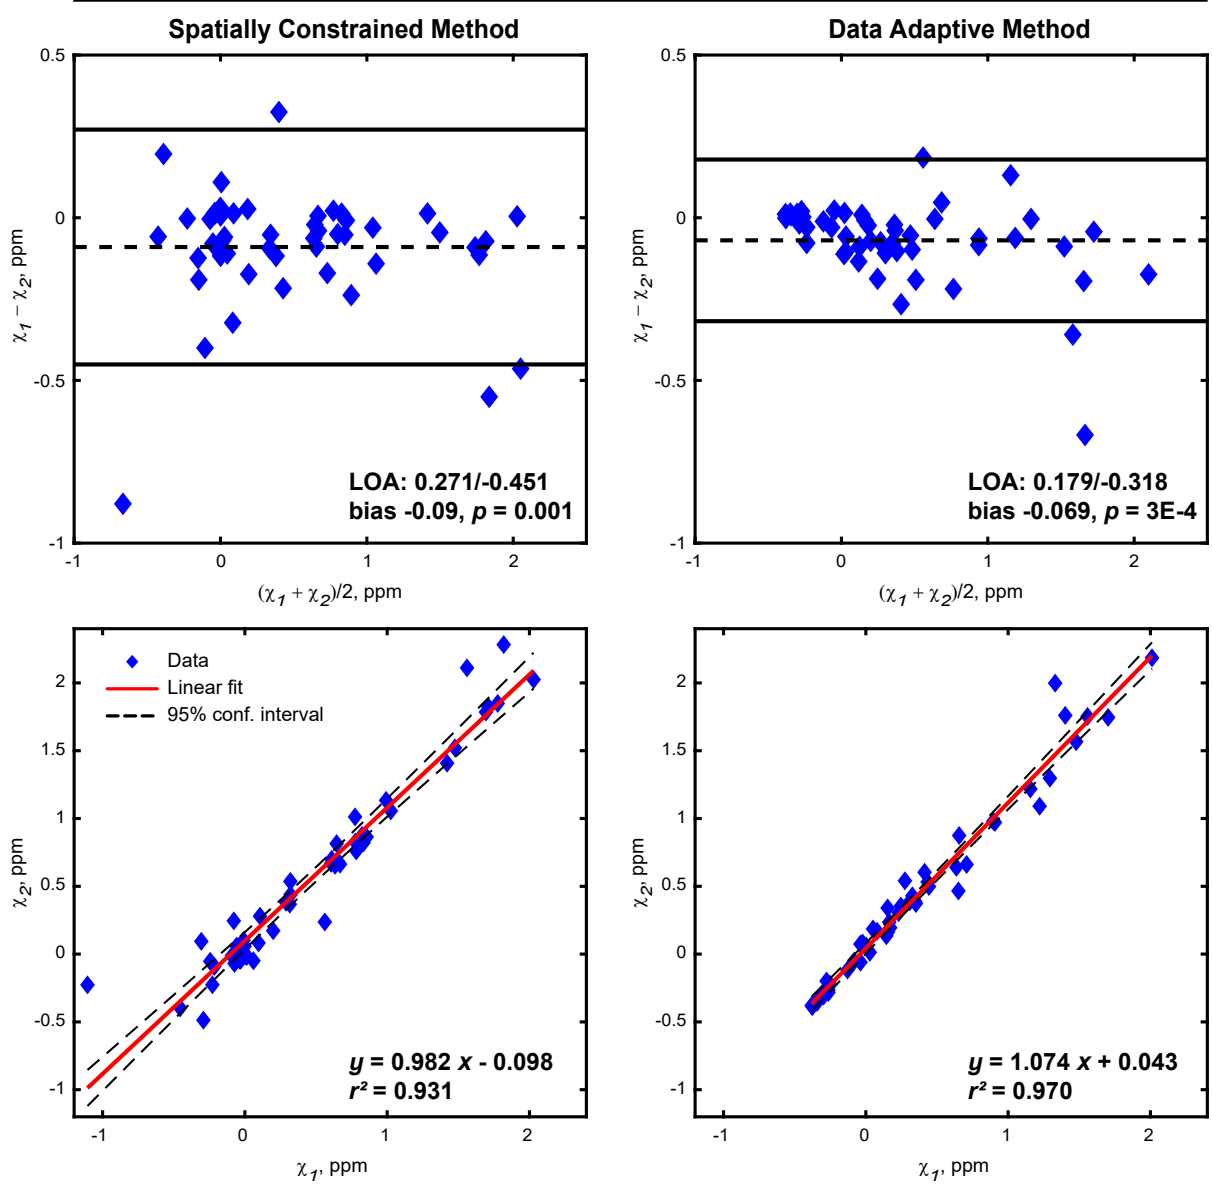 Spatially Constrained Method
0.5
0
-0.5
-1
χ1 − χ2, ppm
LOA: 0.271/-0.451
bias -0.09, p = 0.001
-1 0 1 2
(χ1 + χ2)/2, ppm
Data Adaptive Method
0.5
0
-0.5
-1
χ1 − χ2, ppm
LOA: 0.179/-0.318
bias -0.069, p = 3E-4
-1 0 1 2
(χ1 + χ2)/2, ppm
Data
Linear fit
95% conf. interval
2
1.5
1
0.5
0
-0.5
-1
χ2, ppm
y = 0.982 x - 0.098
r² = 0.931
-1 0 1 2
χ1, ppm
2
1.5
1
0.5
0
-0.5
-1
χ2, ppm
y = 1.074 x + 0.043
r² = 0.970
-1 0 1 2
χ1, ppm